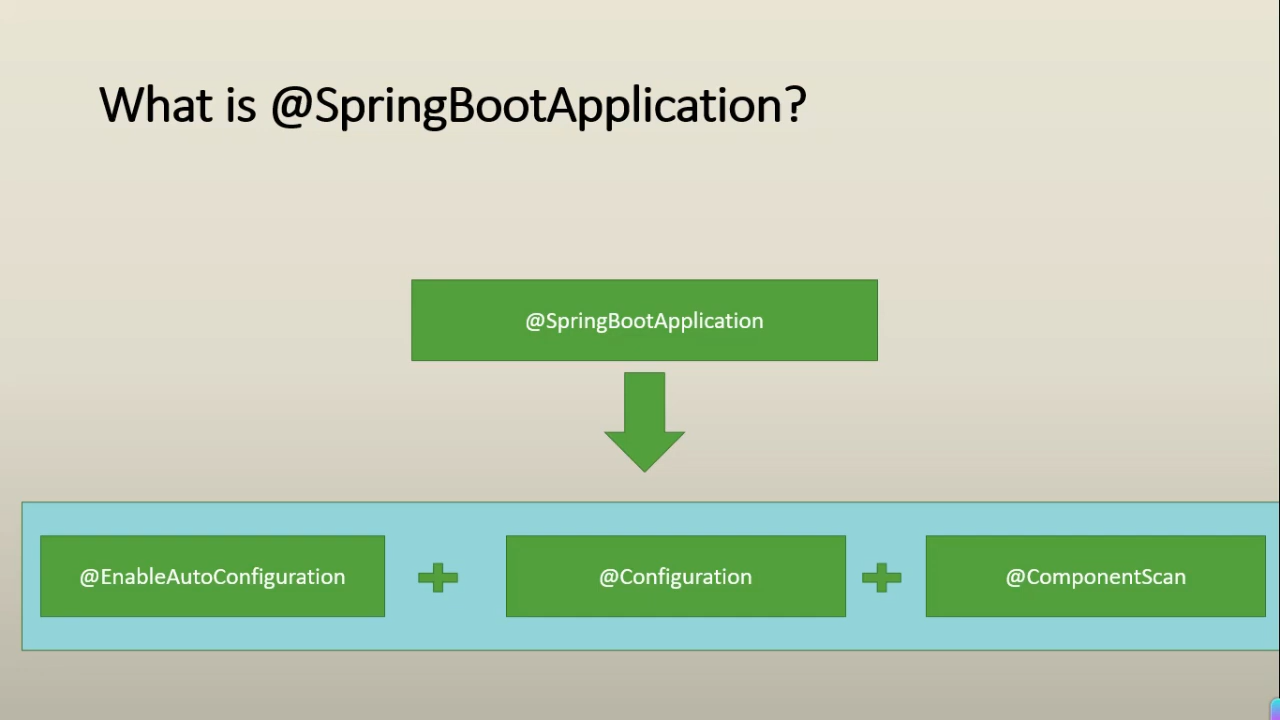 What is @SpringBootApplication?
@SpringBootApplication
@EnableAutoConfiguration
@Configuration
@ComponentScan